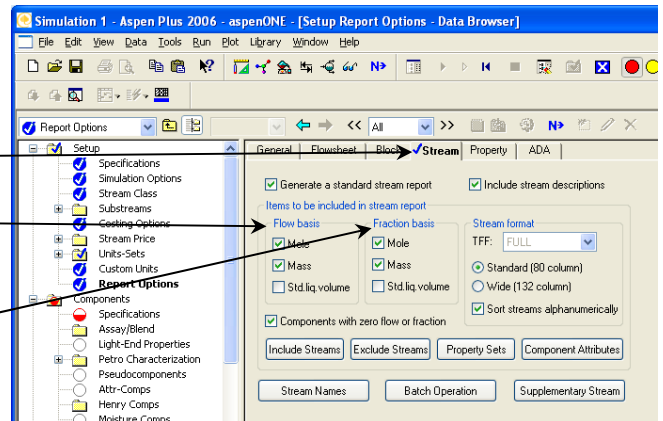 Simulation 1 - Aspen Plus 2006 - aspenONE - [Setup Report Options - Data Browser]
File Edit View Data Tools Run Plot Library Window Help
Report Options All
General Flowsheet Block Stream Property ADA
Setup
Specifications
Simulation Options
Stream Class
Substreams
Costing Options
Stream Price
Units-Sets
Custom Units
Report Options
Components
Specifications
Assay/Blend
Light-End Properties
Petro Characterization
Pseudocomponents
Attr-Comps
Henry Comps
Moisture Comps
Generate a standard stream report Include stream descriptions
Items to be included in stream report
Flow basis Fraction basis Stream format
Mole Mole TFF: FULL
Mass Mass Standard (80 column)
Std.liq.volume Std.liq.volume Wide (132 column)
Sort streams alphanumerically
Components with zero flow or fraction
Include Streams Exclude Streams Property Sets Component Attributes
Stream Names Batch Operation Supplementary Stream